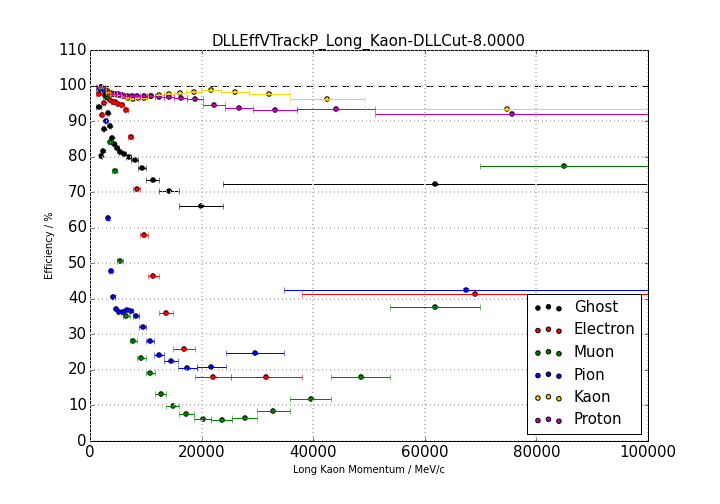 DLLEffVTrackP_Long_Kaon-DLLCut-8.0000
110
100
90
80
70
60
50
40
30
20
10
0
Efficiency / %
Ghost
Electron
Muon
Pion
Kaon
Proton
0 20000 40000 60000 80000 100000
Long Kaon Momentum / MeV/c